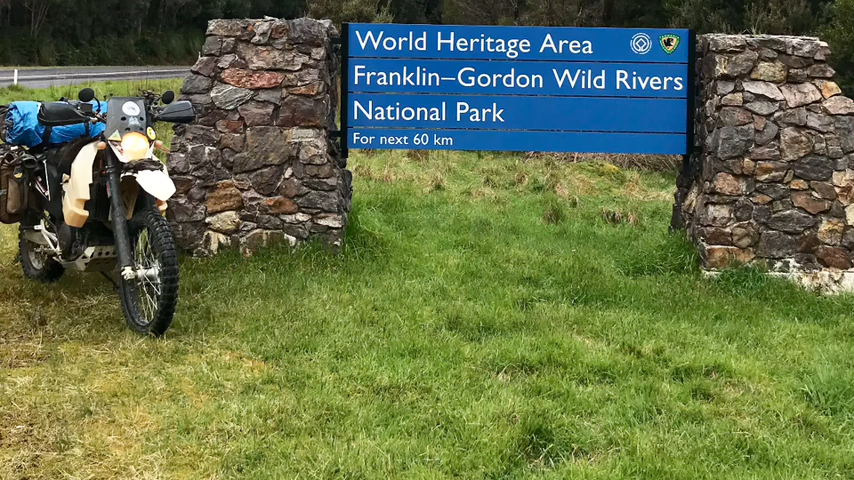 World Heritage Area
Franklin–Gordon Wild Rivers
National Park
For next 60 km